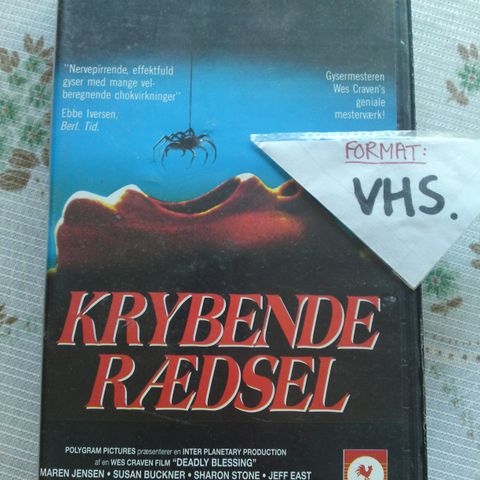 "Nervepirrende, effektfuld
gyser med mange vel-
beregnende chokvirkninger"
Ebbe Iversen,
Berl. Tid.
Gysermesteren
Wes Craven's
geniale
mesterværk!
FORMAT:
VHS.
KRYBENDE
RÆDSEL
POLYGRAM PICTURES præsenterer en INTER PLANETARY PRODUCTION
af en WES CRAVEN FILM "DEADLY BLESSING"
MAREN JENSEN • SUSAN BUCKNER • SHARON STONE • JEFF EAST